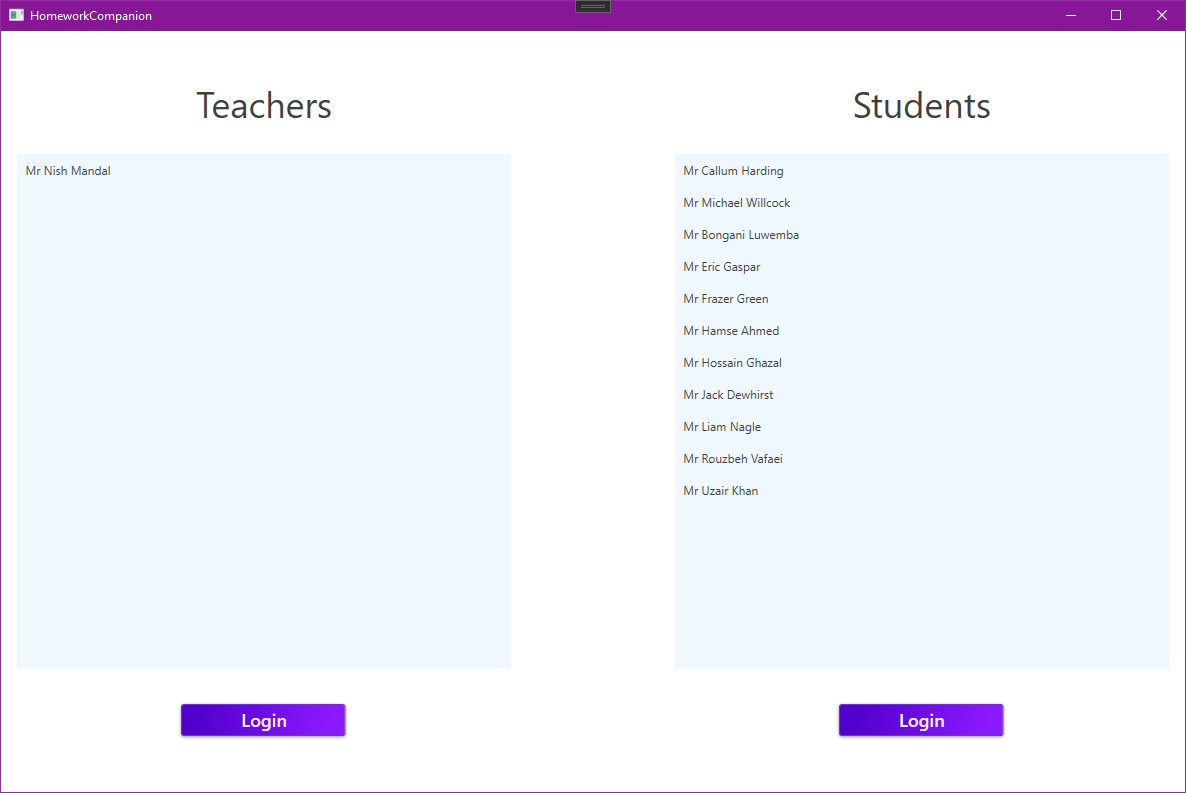 HomeworkCompanion
Teachers
Mr Nish Mandal
Login
Students
Mr Callum Harding
Mr Michael Willcock
Mr Bongani Luwemba
Mr Eric Gaspar
Mr Frazer Green
Mr Hamse Ahmed
Mr Hossain Ghazal
Mr Jack Dewhirst
Mr Liam Nagle
Mr Rouzbeh Vafaei
Mr Uzair Khan
Login